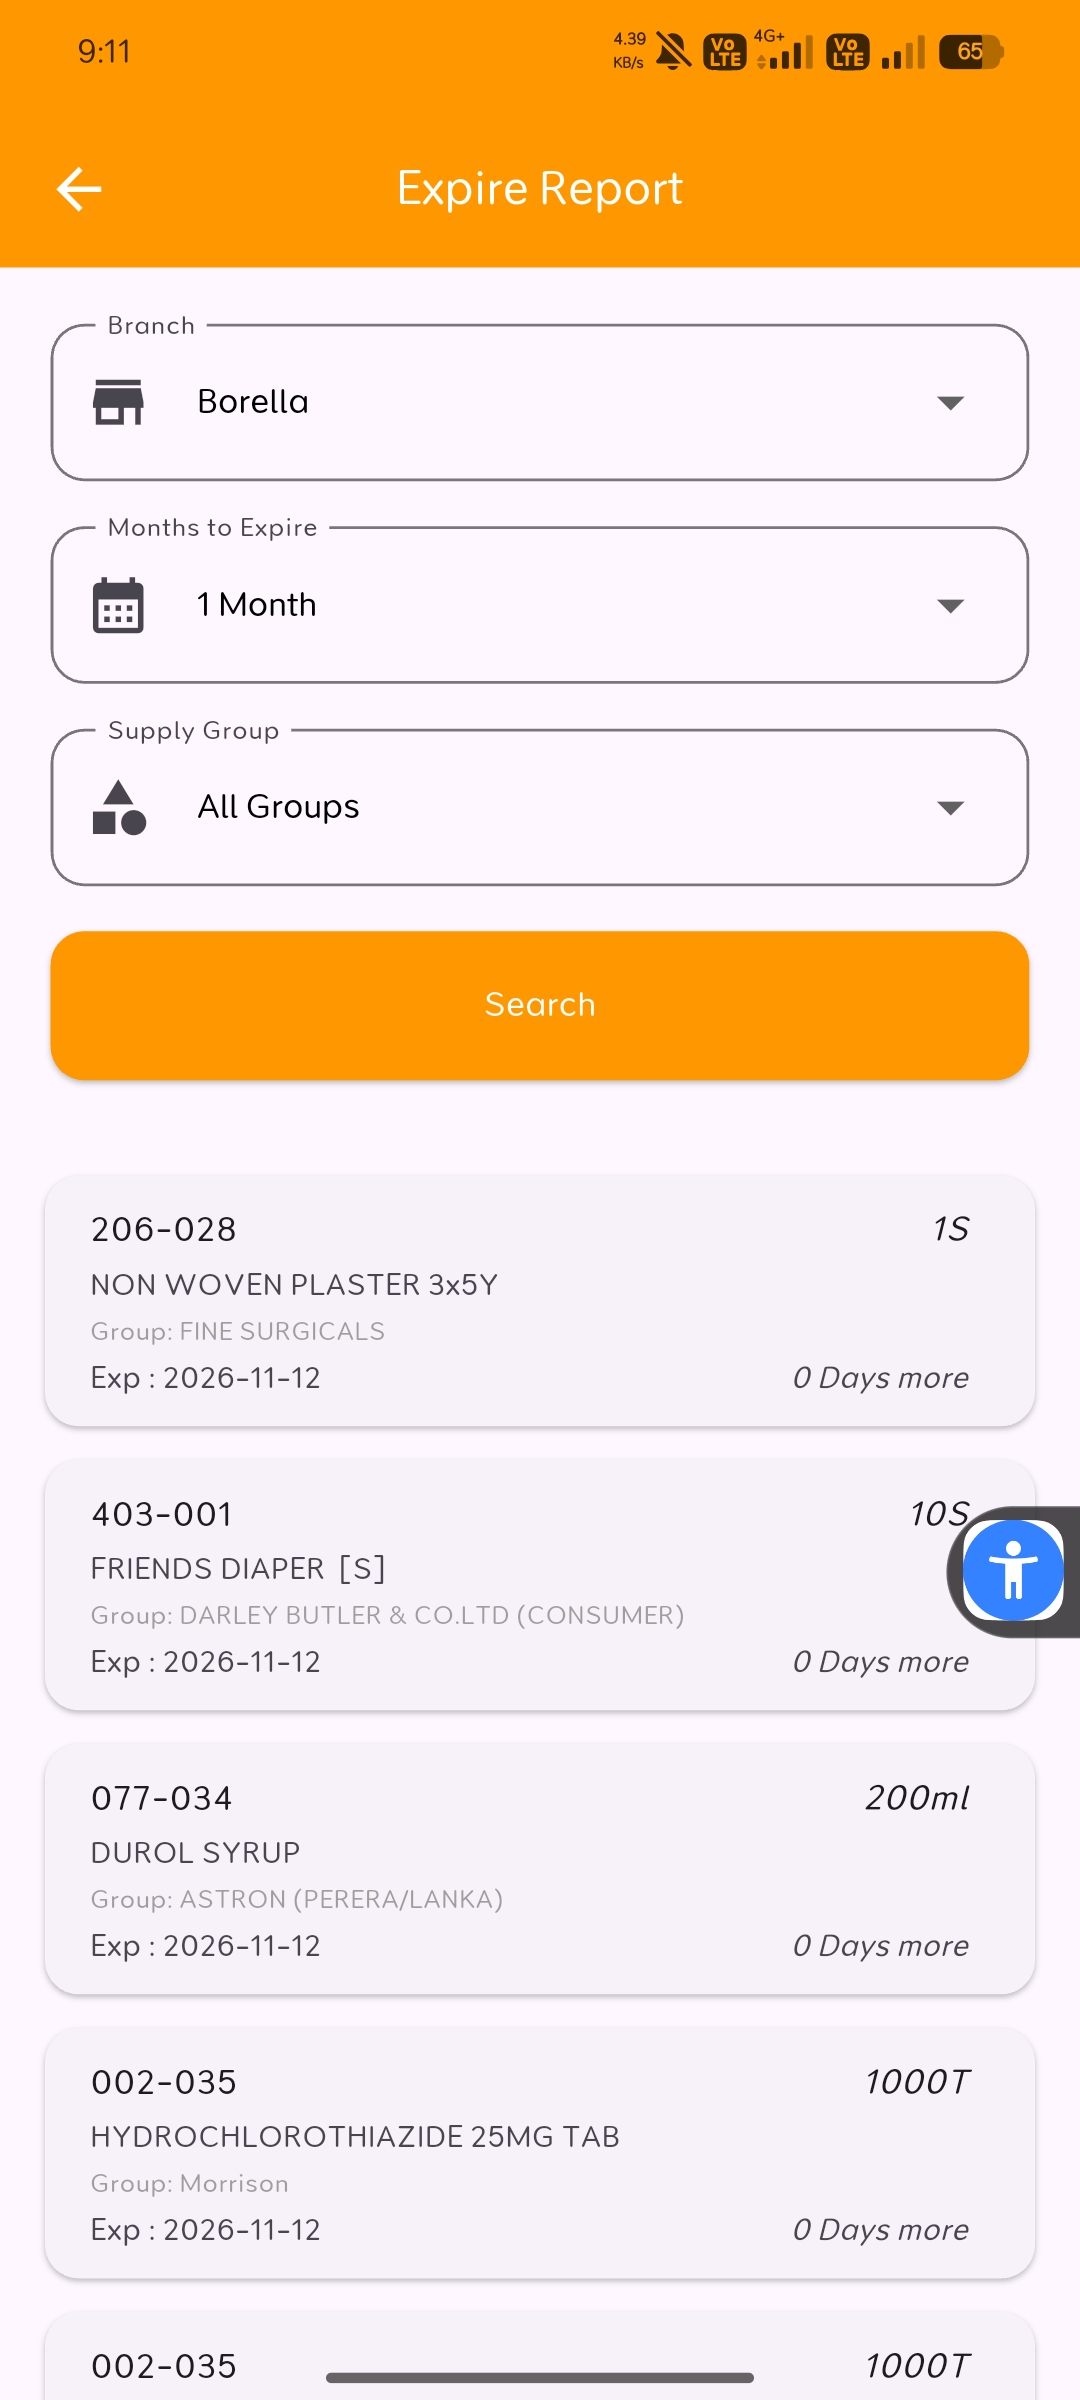 9:11
4.39
KB/s
Vo
LTE
4G+
Vo
LTE
65
Expire Report
Branch
Borella
Months to Expire
1 Month
Supply Group
All Groups
Search
206-028 1S
NON WOVEN PLASTER 3x5Y
Group: FINE SURGICALS
Exp : 2026-11-12 0 Days more
403-001 10S
FRIENDS DIAPER  [S]
Group: DARLEY BUTLER & CO.LTD (CONSUMER)
Exp : 2026-11-12 0 Days more
077-034 200ml
DUROL SYRUP
Group: ASTRON (PERERA/LANKA)
Exp : 2026-11-12 0 Days more
002-035 1000T
HYDROCHLOROTHIAZIDE 25MG TAB
Group: Morrison
Exp : 2026-11-12 0 Days more
002-035 1000T